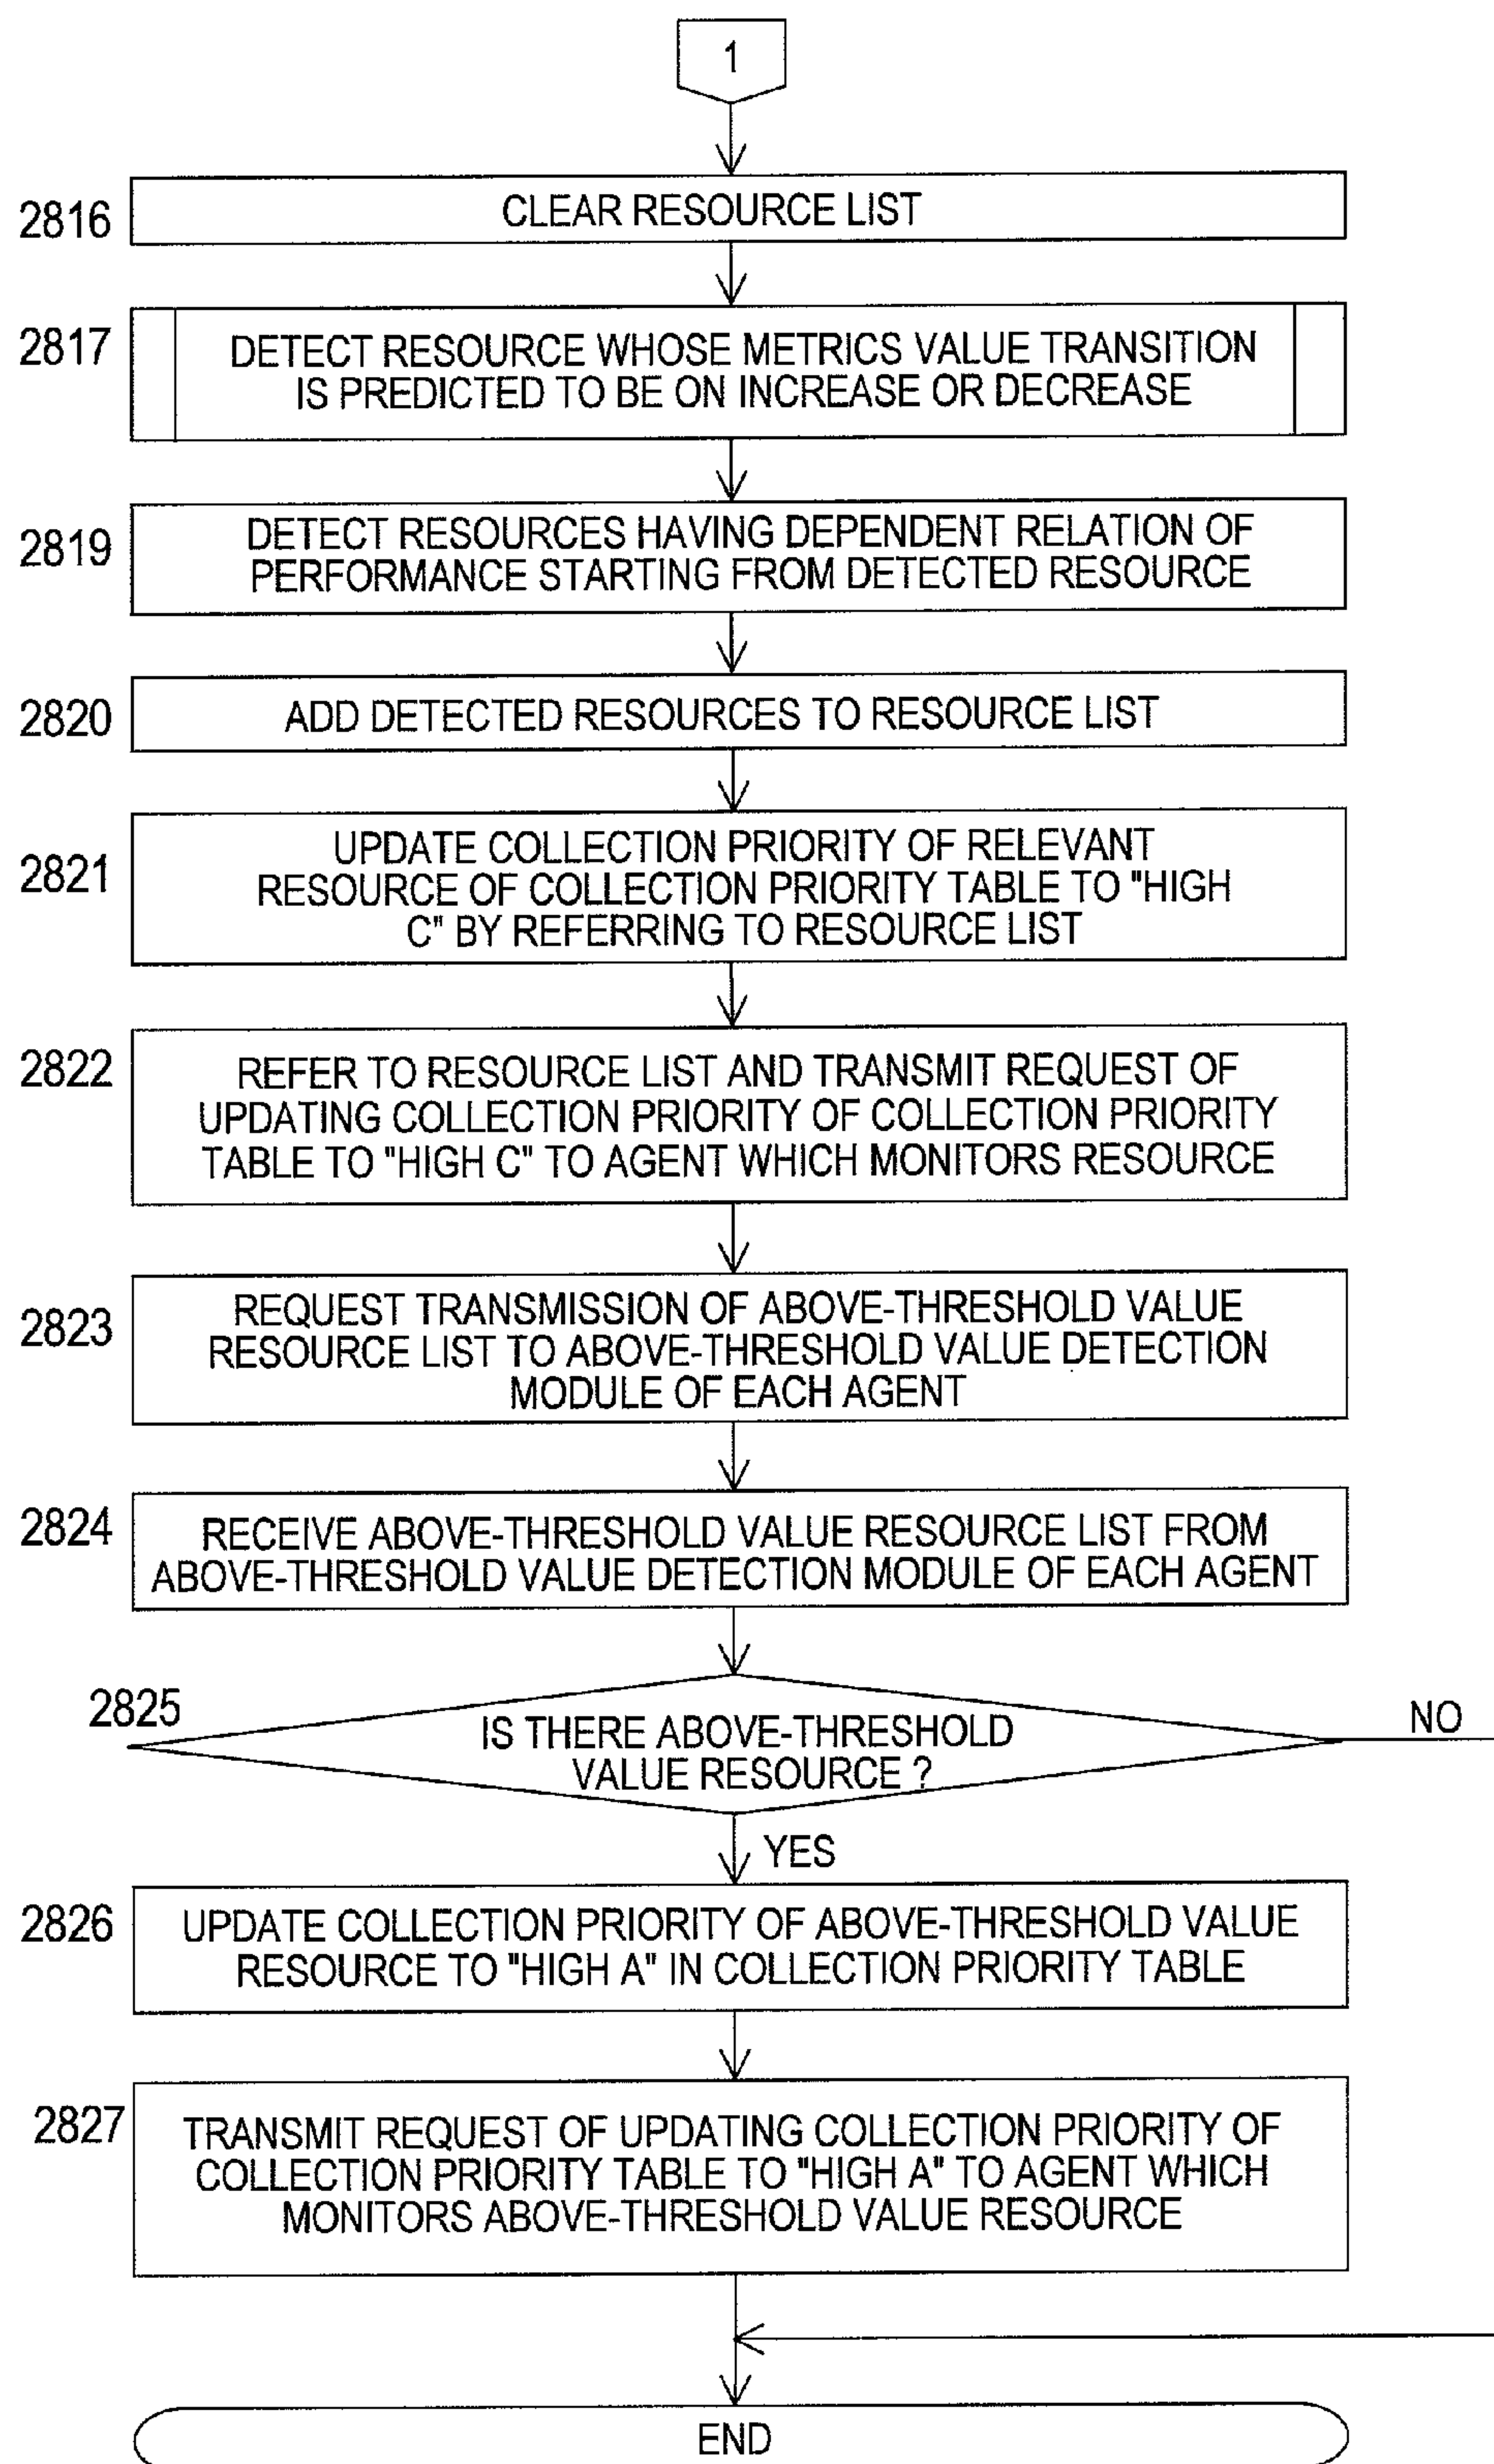 1
2816
CLEAR RESOURCE LIST
2817
DETECT RESOURCE WHOSE METRICS VALUE TRANSITION
IS PREDICTED TO BE ON INCREASE OR DECREASE
2819
DETECT RESOURCES HAVING DEPENDENT RELATION OF
PERFORMANCE STARTING FROM DETECTED RESOURCE
2820
ADD DETECTED RESOURCES TO RESOURCE LIST
2821
UPDATE COLLECTION PRIORITY OF RELEVANT
RESOURCE OF COLLECTION PRIORITY TABLE TO "HIGH
C" BY REFERRING TO RESOURCE LIST
2822
REFER TO RESOURCE LIST AND TRANSMIT REQUEST OF
UPDATING COLLECTION PRIORITY OF COLLECTION PRIORITY
TABLE TO "HIGH C" TO AGENT WHICH MONITORS RESOURCE
2823
REQUEST TRANSMISSION OF ABOVE-THRESHOLD VALUE
RESOURCE LIST TO ABOVE-THRESHOLD VALUE DETECTION
MODULE OF EACH AGENT
2824
RECEIVE ABOVE-THRESHOLD VALUE RESOURCE LIST FROM
ABOVE-THRESHOLD VALUE DETECTION MODULE OF EACH AGENT
2825
IS THERE ABOVE-THRESHOLD
VALUE RESOURCE ?
NO
YES
2826
UPDATE COLLECTION PRIORITY OF ABOVE-THRESHOLD VALUE
RESOURCE TO "HIGH A" IN COLLECTION PRIORITY TABLE
2827
TRANSMIT REQUEST OF UPDATING COLLECTION PRIORITY OF
COLLECTION PRIORITY TABLE TO "HIGH A" TO AGENT WHICH
MONITORS ABOVE-THRESHOLD VALUE RESOURCE
END